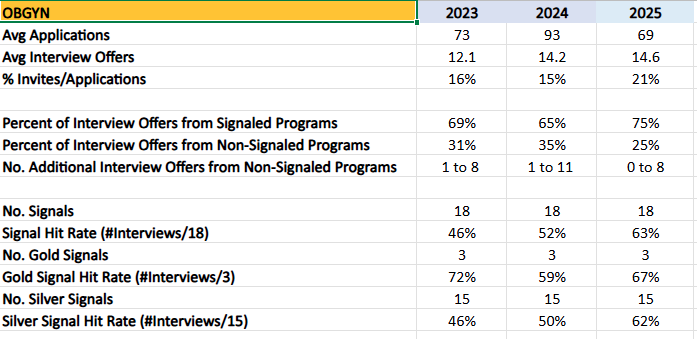 OBGYN 2023 2024 2025
Avg Applications 73 93 69
Avg Interview Offers 12.1 14.2 14.6
% Invites/Applications 16% 15% 21%
Percent of Interview Offers from Signaled Programs 69% 65% 75%
Percent of Interview Offers from Non-Signaled Programs 31% 35% 25%
No. Additional Interview Offers from Non-Signaled Programs 1 to 8 1 to 11 0 to 8
No. Signals 18 18 18
Signal Hit Rate (#Interviews/18) 46% 52% 63%
No. Gold Signals 3 3 3
Gold Signal Hit Rate (#Interviews/3) 72% 59% 67%
No. Silver Signals 15 15 15
Silver Signal Hit Rate (#Interviews/15) 46% 50% 62%